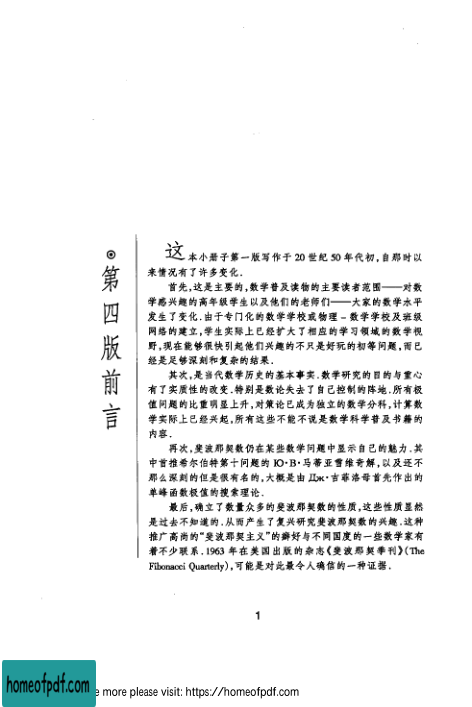 第四版前言
这本小册子第一版写作于20世纪50年代初,自那时以
来情况有了许多变化.
首先,这是主要的,数学普及读物的主要读者范围——对数
学感兴趣的高年级学生以及他们的老师们——大家的数学水平
发生了变化.由于专门化的数学学校或物理-数学学校及班级
网络的建立,学生实际上已经扩大了相应的学习领域的数学视
野,现在能够很快引起他们兴趣的不只是好玩的初等问题,而已
经是足够深刻和复杂的结果.
其次,是当代数学历史的基本事实.数学研究的目的与重心
有了实质性的改变.特别是数论失去了自己控制的阵地.所有极
值问题的比重明显上升,对策论已成为独立的数学分科,计算数
学实际上已经兴起,所有这些不能不说是数学科学普及书籍的
内容.
再次,斐波那契数仍在某些数学问题中显示自己的魅力.其
中首推希尔伯特第十问题的Ю·В·马蒂亚雪维奇解,以及还不
那么深刻的但是很有名的,大概是由Дж·吉菲洛母首先作出的
单峰函数极值的搜索理论.
最后,确立了数量众多的斐波那契数的性质,这些性质显然
是过去不知道的.从而产生了复兴研究斐波那契数的兴趣.这种
推广高尚的“斐波那契主义”的癖好与不同国度的一些数学家有
着不少联系.1963年在美国出版的杂志《斐波那契季刊》(The
Fibonacci Quarterly),可能是对此最令人确信的一种证据.
1
homeofpdf.com
e more please visit: https://homeofpdf.com